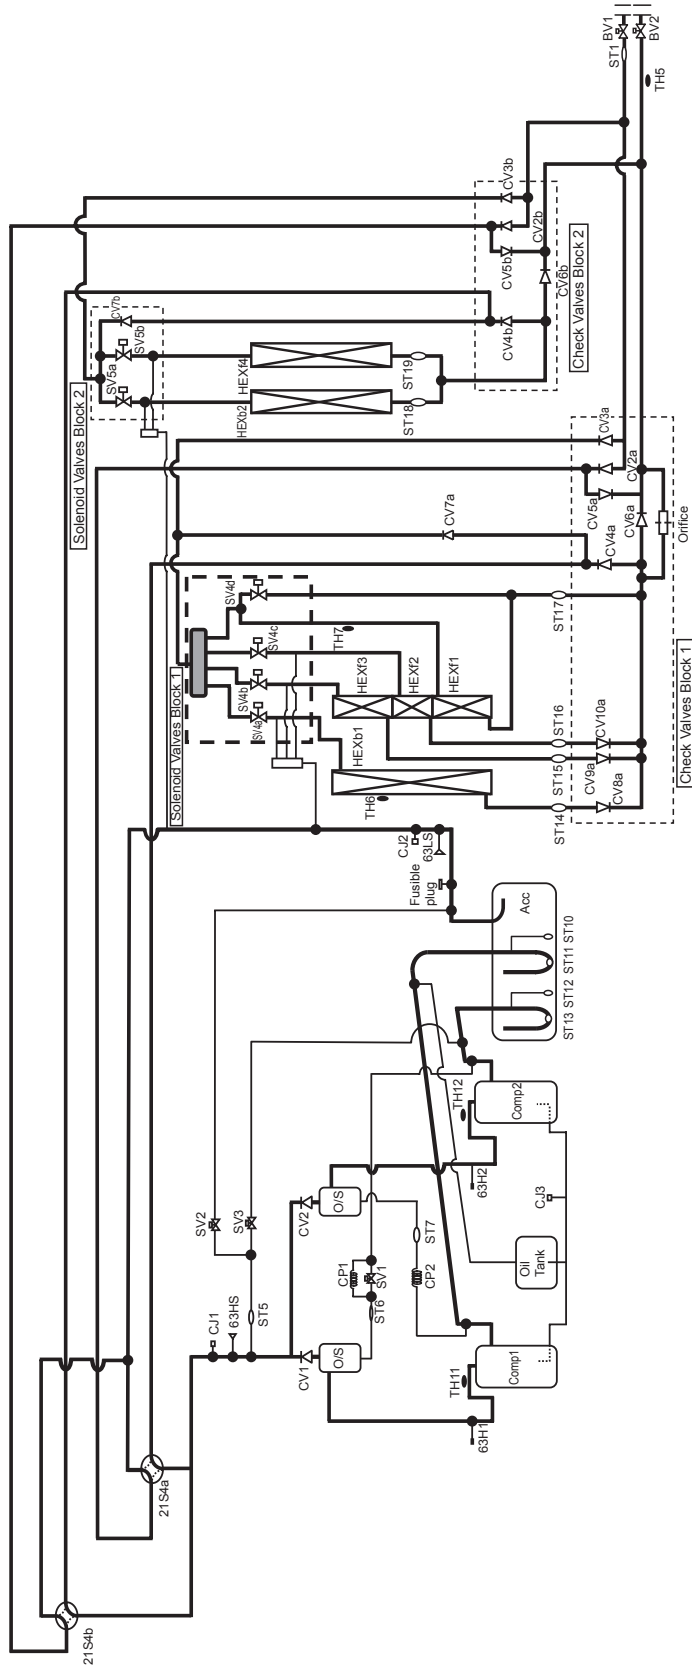 BV1
BV2
ST1
TH5
CV3b
CV2b
CV5b
CV6b
CV4b
Check Valves Block 2
Solenoid Valves Block 2
CV7b
SV5b
SV5a
HEXf4
HEXb2
ST19
ST18
CV3a
CV2a
CV5a
CV6a
CV4a
Orifice
CV7a
Check Valves Block 1
Solenoid Valves Block 1
SV4d
SV4c
SV4b
SV4a
TH7
HEXf3
HEXf2
HEXf1
HEXb1
TH6
ST17
ST16
ST15
ST14
CV10a
CV9a
CV8a
CJ2
63LS
Fusible
plug
Acc
ST10
ST11
ST12
ST13
Comp2
TH12
63H2
CJ3
SV2
SV3
CV2
O/S
CP1
SV1
ST6
ST7
CP2
Oil
Tank
CJ1
63HS
ST5
CV1
O/S
Comp1
TH11
63H1
21S4a
21S4b